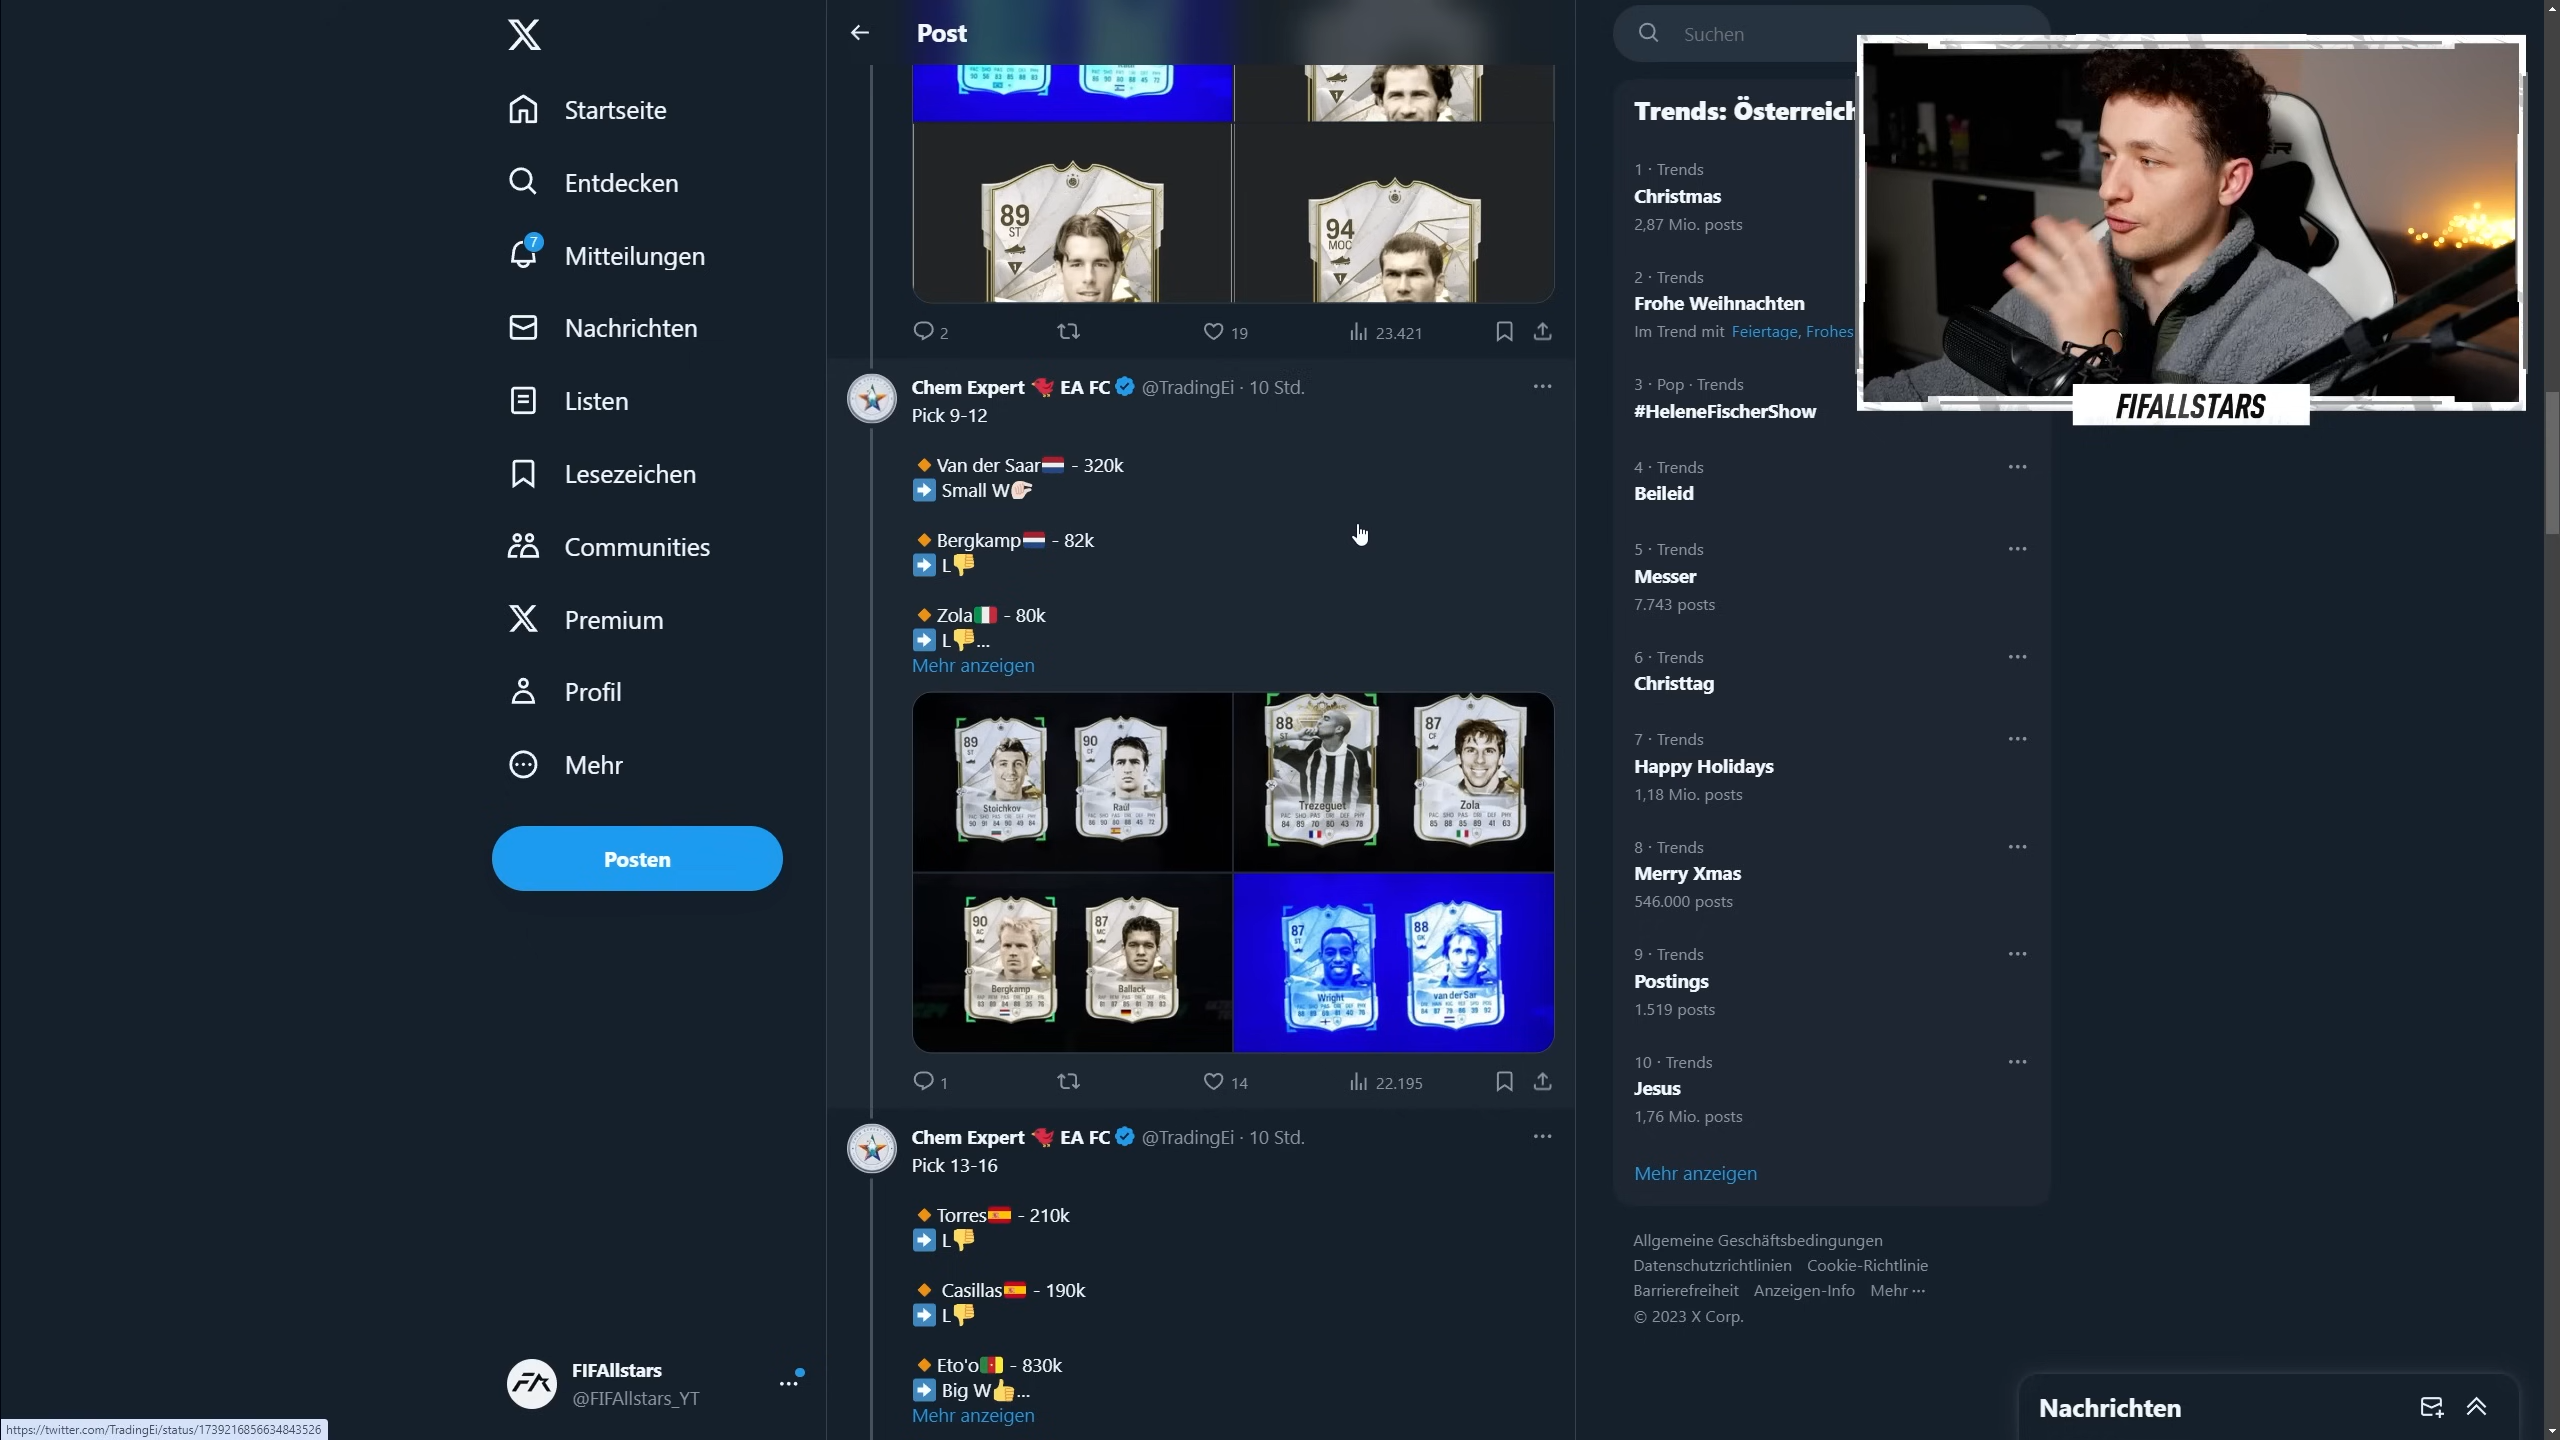 Startseite
Entdecken
7
Mitteilungen
Nachrichten
Listen
Lesezeichen
Communities
Premium
Profil
Mehr
Posten
FIFAllstars
@FIFAllstars_YT
https://twitter.com/TradingEi/status/1739216856634843526
Post
89
ST
94
MOC
2
19
23.421
Chem Expert EA FC @TradingEi · 10 Std.
Pick 9-12
Van der Saar - 320k
Small W
Bergkamp - 82k
L
Zola - 80k
L...
Mehr anzeigen
89
ST
Stoichkov
90
CF
Raúl
88
ST
Trezeguet
87
CF
Zola
90
AC
Bergkamp
87
MC
Ballack
87
ST
Wright
88
GK
van der Sar
1
14
22.195
Chem Expert EA FC @TradingEi · 10 Std.
Pick 13-16
Torres - 210k
L
Casillas - 190k
L
Eto'o - 830k
Big W...
Mehr anzeigen
Suchen
Trends: Österreich
1 · Trends
Christmas
2,87 Mio. posts
2 · Trends
Frohe Weihnachten
Im Trend mit Feiertage, Frohes
3 · Pop · Trends
#HeleneFischerShow
4 · Trends
Beileid
5 · Trends
Messer
7.743 posts
6 · Trends
Christtag
7 · Trends
Happy Holidays
1,18 Mio. posts
8 · Trends
Merry Xmas
546.000 posts
9 · Trends
Postings
1.519 posts
10 · Trends
Jesus
1,76 Mio. posts
Mehr anzeigen
Allgemeine Geschäftsbedingungen
Datenschutzrichtlinien Cookie-Richtlinie
Barrierefreiheit Anzeigen-Info Mehr ···
© 2023 X Corp.
FIFALLSTARS
Nachrichten